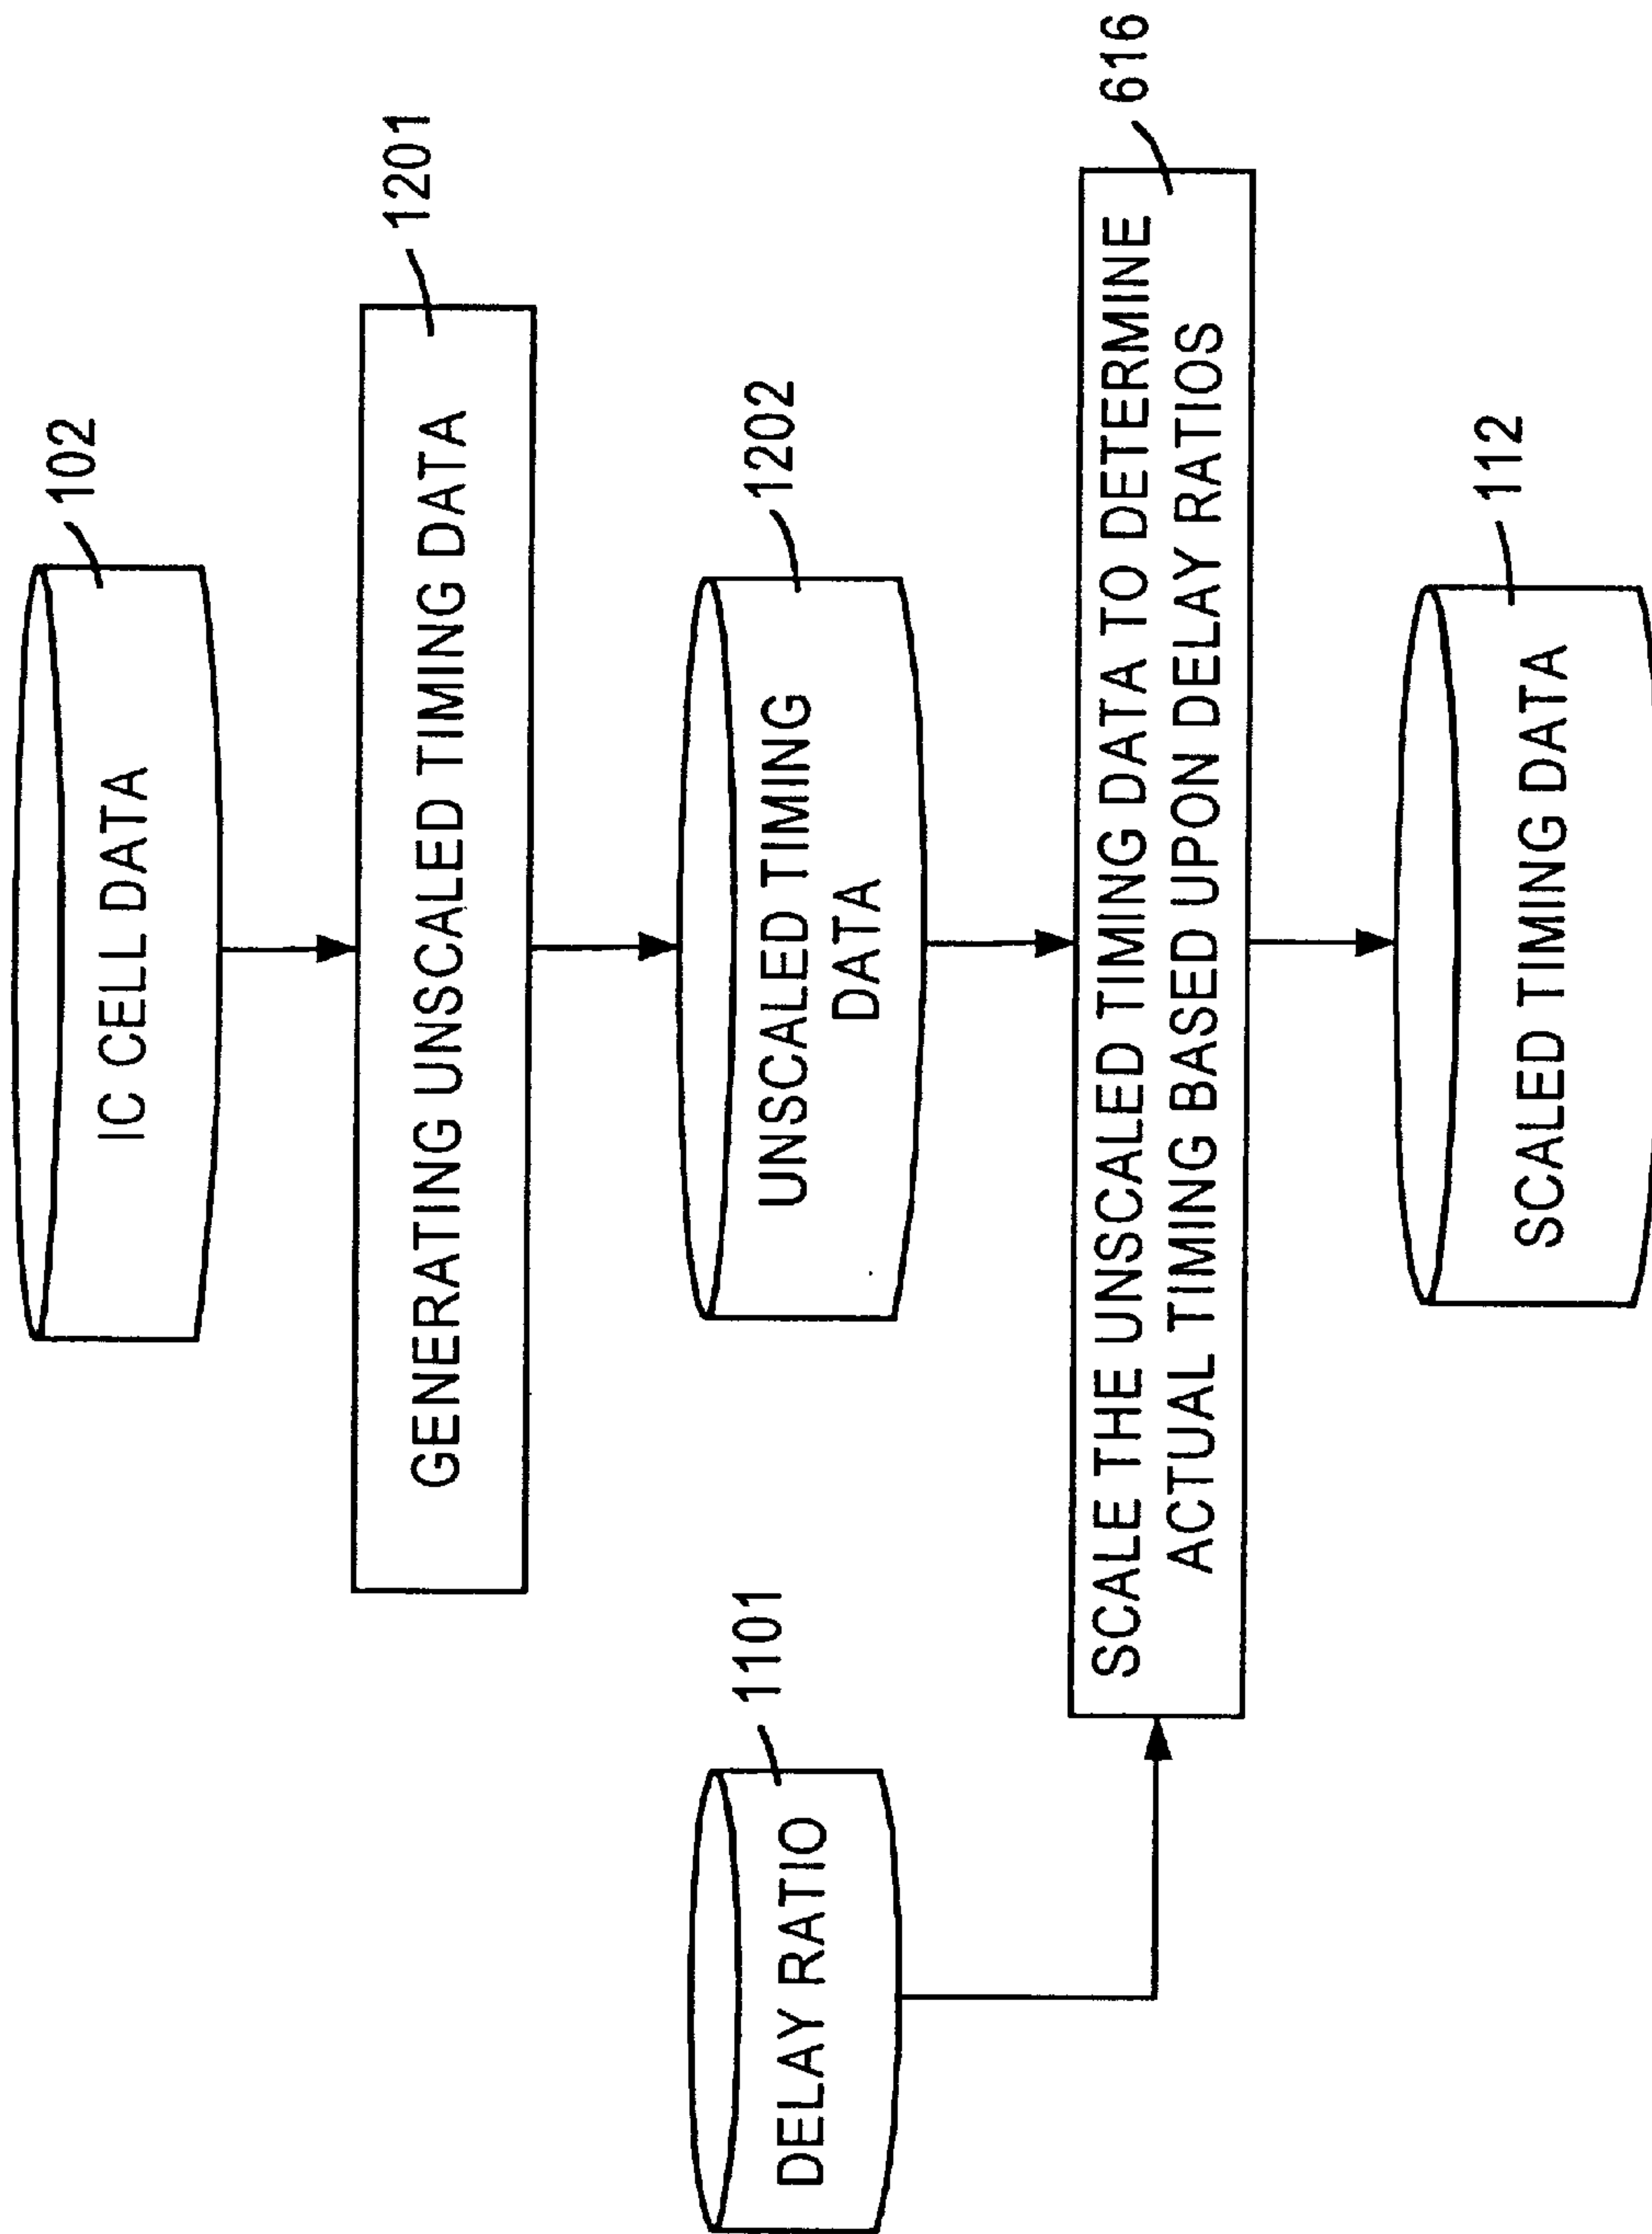 IC CELL DATA
102
GENERATING UNSCALED TIMING DATA
1201
DELAY RATIO
1101
UNSCALED TIMING
DATA
1202
SCALE THE UNSCALED TIMING DATA TO DETERMINE
ACTUAL TIMING BASED UPON DELAY RATIOS
616
SCALED TIMING DATA
112